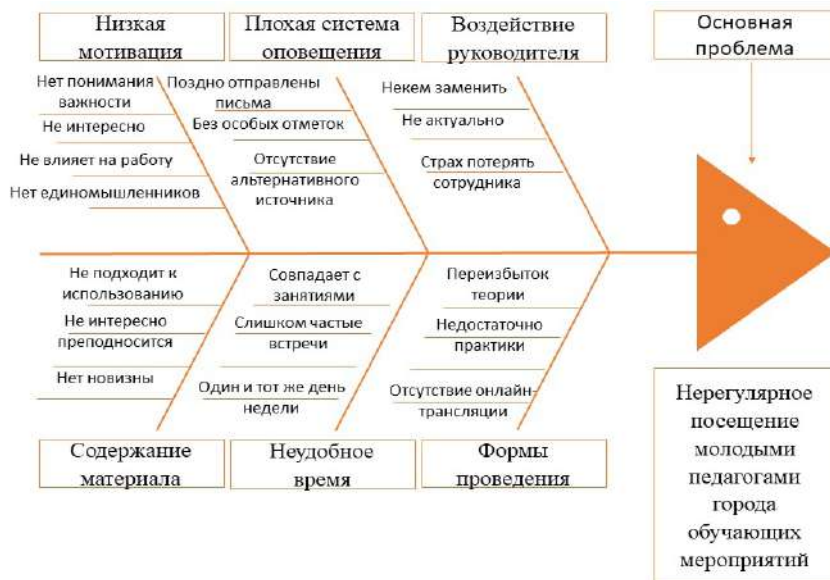 Низкая
мотивация
Плохая система
оповещения
Воздействие
руководителя
Основная
проблема
Нет понимания
важности
Не интересно
Не влияет на работу
Нет единомышленников
Поздно отправлены
письма
Без особых отметок
Отсутствие
альтернативного
источника
Некем заменить
Не актуально
Страх потерять
сотрудника
Не подходит к
использованию
Не интересно
преподносится
Нет новизны
Совпадает с
занятиями
Слишком частые
встречи
Один и тот же день
недели
Переизбыток
теории
Недостаточно
практики
Отсутствие онлайн-
трансляции
Содержание
материала
Неудобное
время
Формы
проведения
Нерегулярное
посещение
молодыми
педагогами
города
обучающих
мероприятий